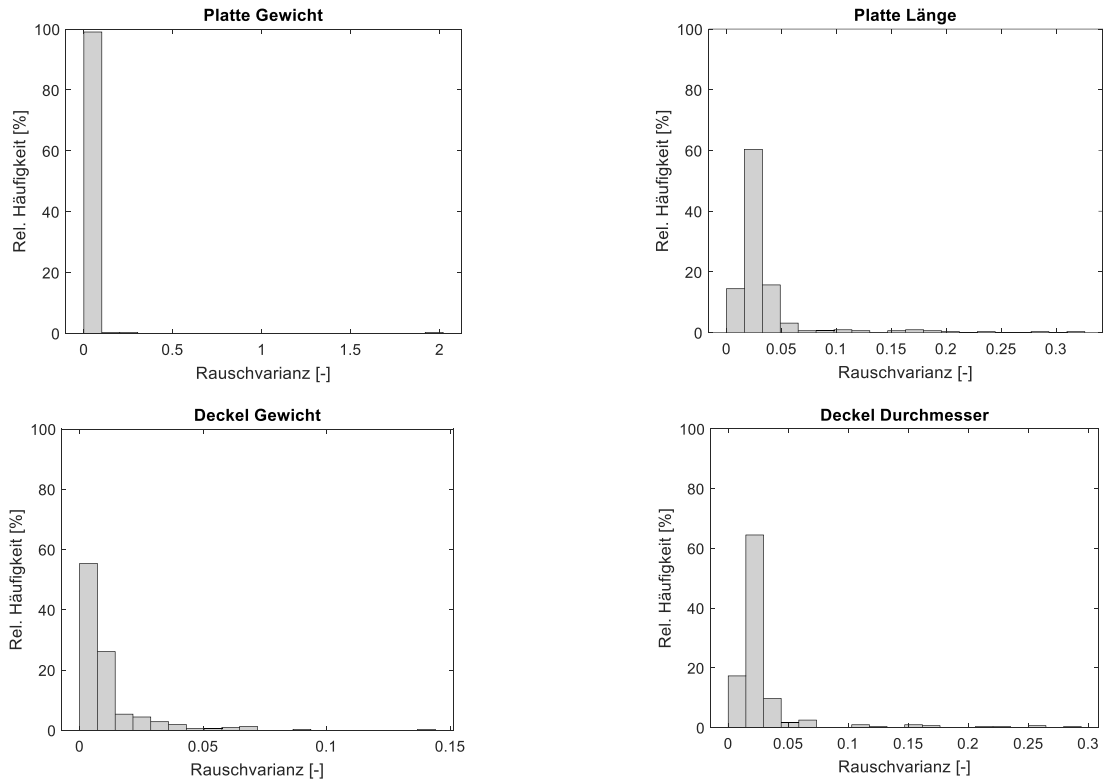 Platte Gewicht
100
80
60
40
20
0
Rel. Häufigkeit [%]
0 0.5 1 1.5 2
Rauschvarianz [-]
Platte Länge
100
80
60
40
20
0
Rel. Häufigkeit [%]
0 0.05 0.1 0.15 0.2 0.25 0.3
Rauschvarianz [-]
Deckel Gewicht
100
80
60
40
20
0
Rel. Häufigkeit [%]
0 0.05 0.1 0.15
Rauschvarianz [-]
Deckel Durchmesser
100
80
60
40
20
0
Rel. Häufigkeit [%]
0 0.05 0.1 0.15 0.2 0.25 0.3
Rauschvarianz [-]